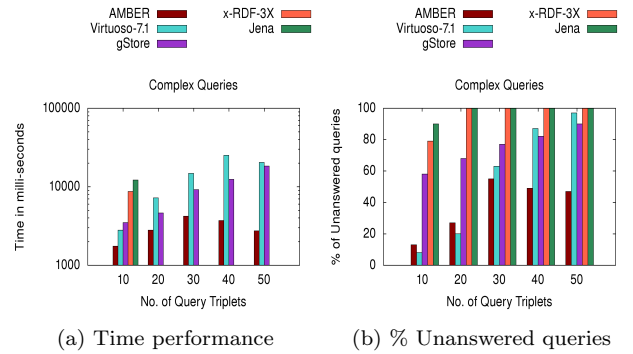 AMBER
Virtuoso-7.1
gStore
x-RDF-3X
Jena
Complex Queries
Time in milli-seconds
100000
10000
1000
10 20 30 40 50
No. of Query Triplets
(a) Time performance
AMBER
Virtuoso-7.1
gStore
x-RDF-3X
Jena
Complex Queries
% of Unanswered queries
100
80
60
40
20
0
10 20 30 40 50
No. of Query Triplets
(b) % Unanswered queries